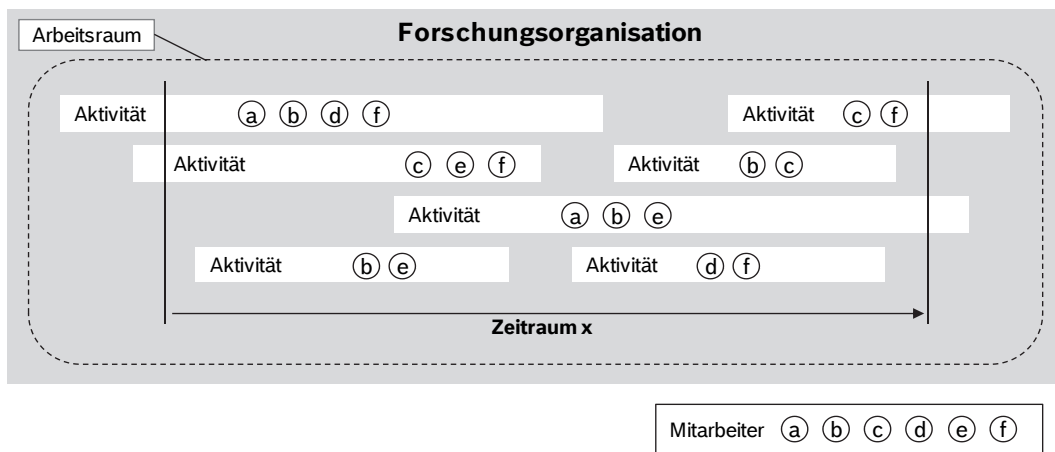 Forschungsorganisation
Arbeitsraum
Aktivität a b d f
Aktivität c f
Aktivität c e f
Aktivität b c
Aktivität a b e
Aktivität b e
Aktivität d f
Zeitraum x
Mitarbeiter a b c d e f